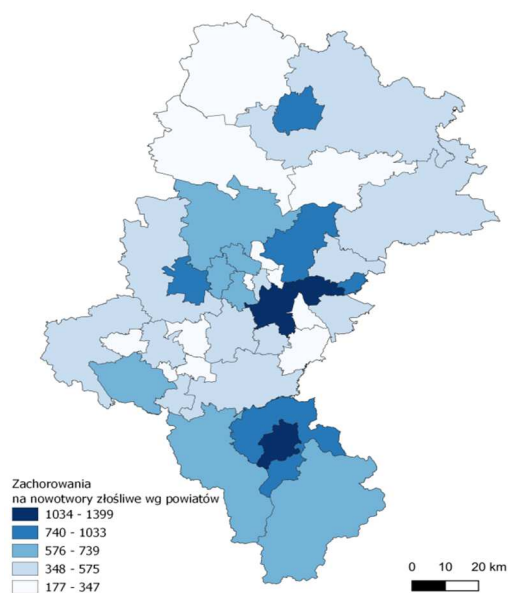 Zachorowania
na nowotwory złośliwe wg powiatów
1034 - 1399
740 - 1033
576 - 739
348 - 575
177 - 347
0 10 20 km